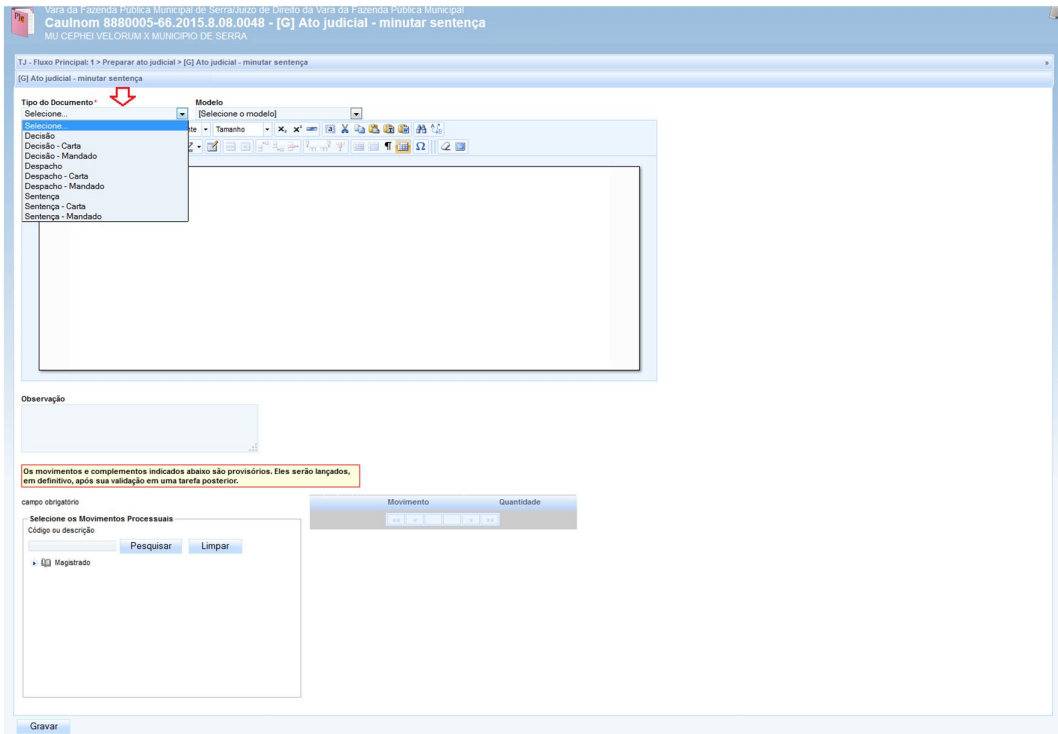 PJe
Vara da Fazenda Pública Municipal de Serra/Juízo de Direito da Vara da Fazenda Pública Municipal
CauInom 8880005-66.2015.8.08.0048 - [G] Ato judicial - minutar sentença
MU CEPHEI VELORUM X MUNICIPIO DE SERRA
TJ - Fluxo Principal: 1 > Preparar ato judicial > [G] Ato judicial - minutar sentença »
[G] Ato judicial - minutar sentença
Tipo do Documento* Modelo
Selecione... [Selecione o modelo]
Selecione...
Tamanho
Decisão
Decisão - Carta
Decisão - Mandado
Despacho
Despacho - Carta
Despacho - Mandado
Sentença
Sentença - Carta
Sentença - Mandado
Observação
Os movimentos e complementos indicados abaixo são provisórios. Eles serão lançados,
em definitivo, após sua validação em uma tarefa posterior.
campo obrigatório
Movimento Quantidade
Selecione os Movimentos Processuais
Código ou descrição
Pesquisar Limpar
Magistrado
Gravar